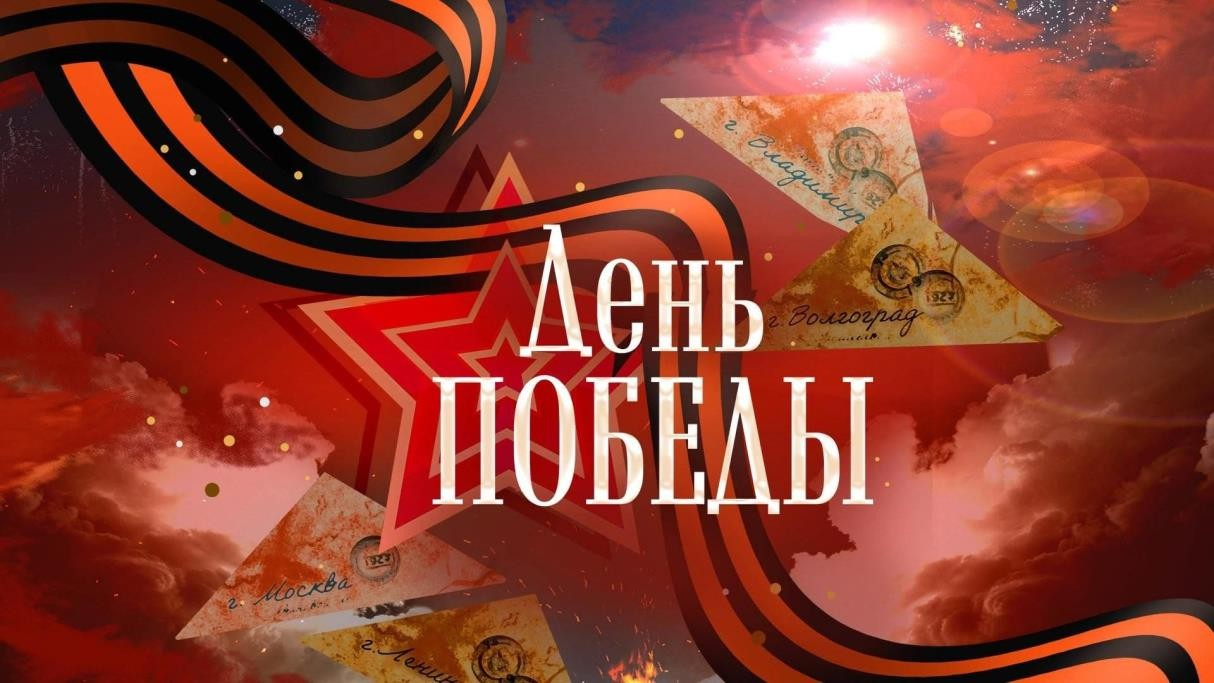 г. Владимир
г. Волгоград
День
ПОБЕДЫ
г. Москва